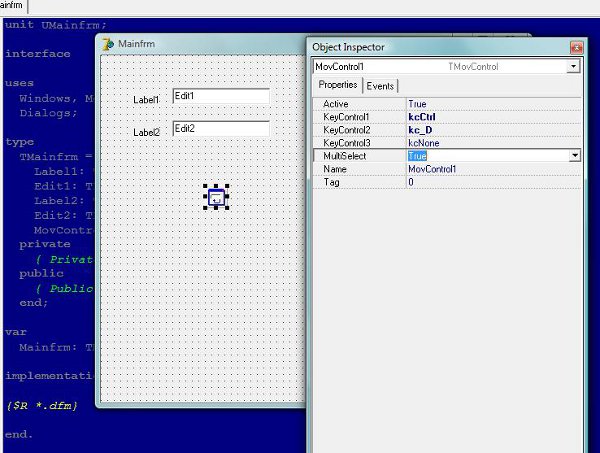 ainfrm
unit UMainfrm;
interface
uses
Windows, M
Dialogs;
type
TMainfrm =
Label1:
Edit1: T
Label2:
Edit2: T
MovContr
private
{ Privat
public
{ Public
end;
var
Mainfrm: T
implementatio
{$R *.dfm}
end.
Mainfrm
Label1
Edit1
Label2
Edit2
Object Inspector
MovControl1 TMovControl
Properties Events
Active True
KeyControl1 kcCtrl
KeyControl2 kc_D
KeyControl3 kcNone
MultiSelect True
Name MovControl1
Tag 0